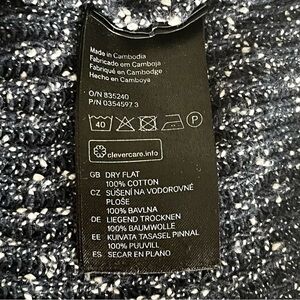 Made in Cambodia
Fabricado em Camboja
Fabriqué en Cambodge
Hecho en Camboya
O/N 835240
P/N 0354597 3
40 P
clevercare.info
GB DRY FLAT
100% COTTON
CZ SUŠENÍ NA VODOROVNÉ
PLOŠE
100% BAVLNA
DE LIEGEND TROCKNEN
100% BAUMWOLLE
EE KUIVATA TASASEL PINNAL
100% PUUVILL
ES SECAR EN PLANO